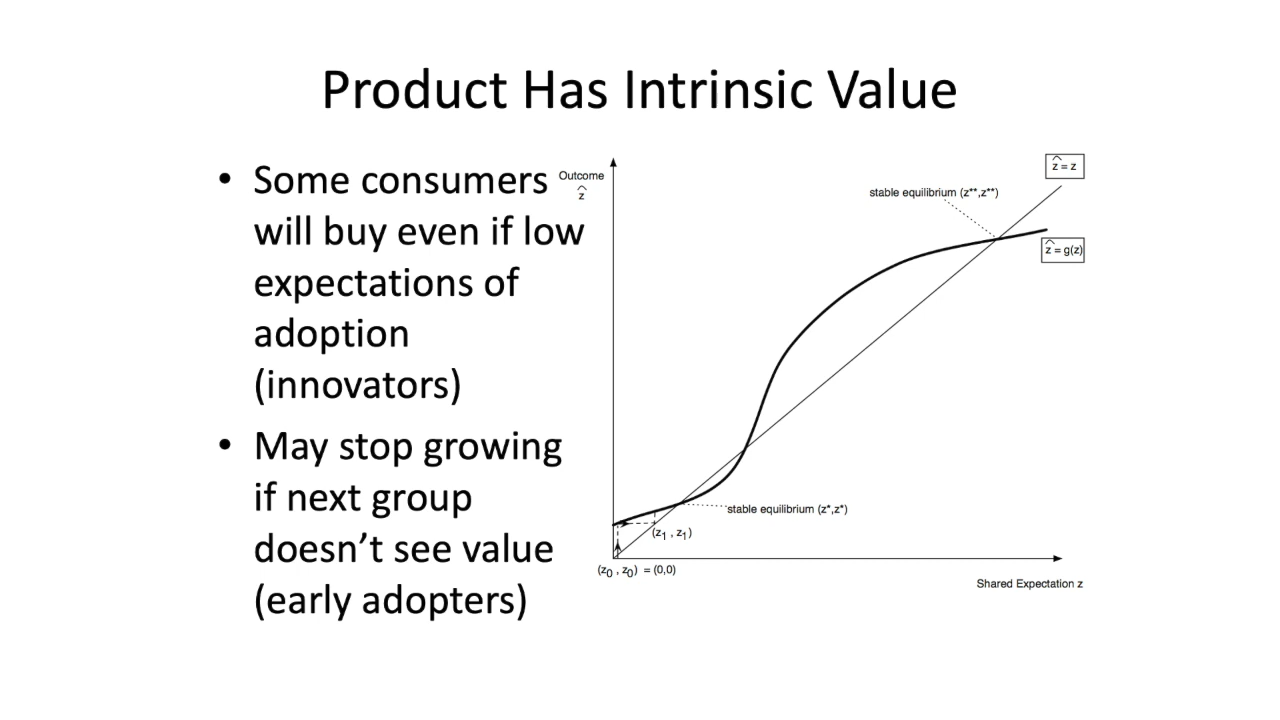 Product Has Intrinsic Value
• Some consumers
will buy even if low
expectations of
adoption
(innovators)
• May stop growing
if next group
doesn’t see value
(early adopters)
Outcome
ẑ
ẑ = z
stable equilibrium (z**,z**)
ẑ = g(z)
stable equilibrium (z*,z*)
(z₁ , z₁)
(z₀ , z₀) = (0,0)
Shared Expectation z